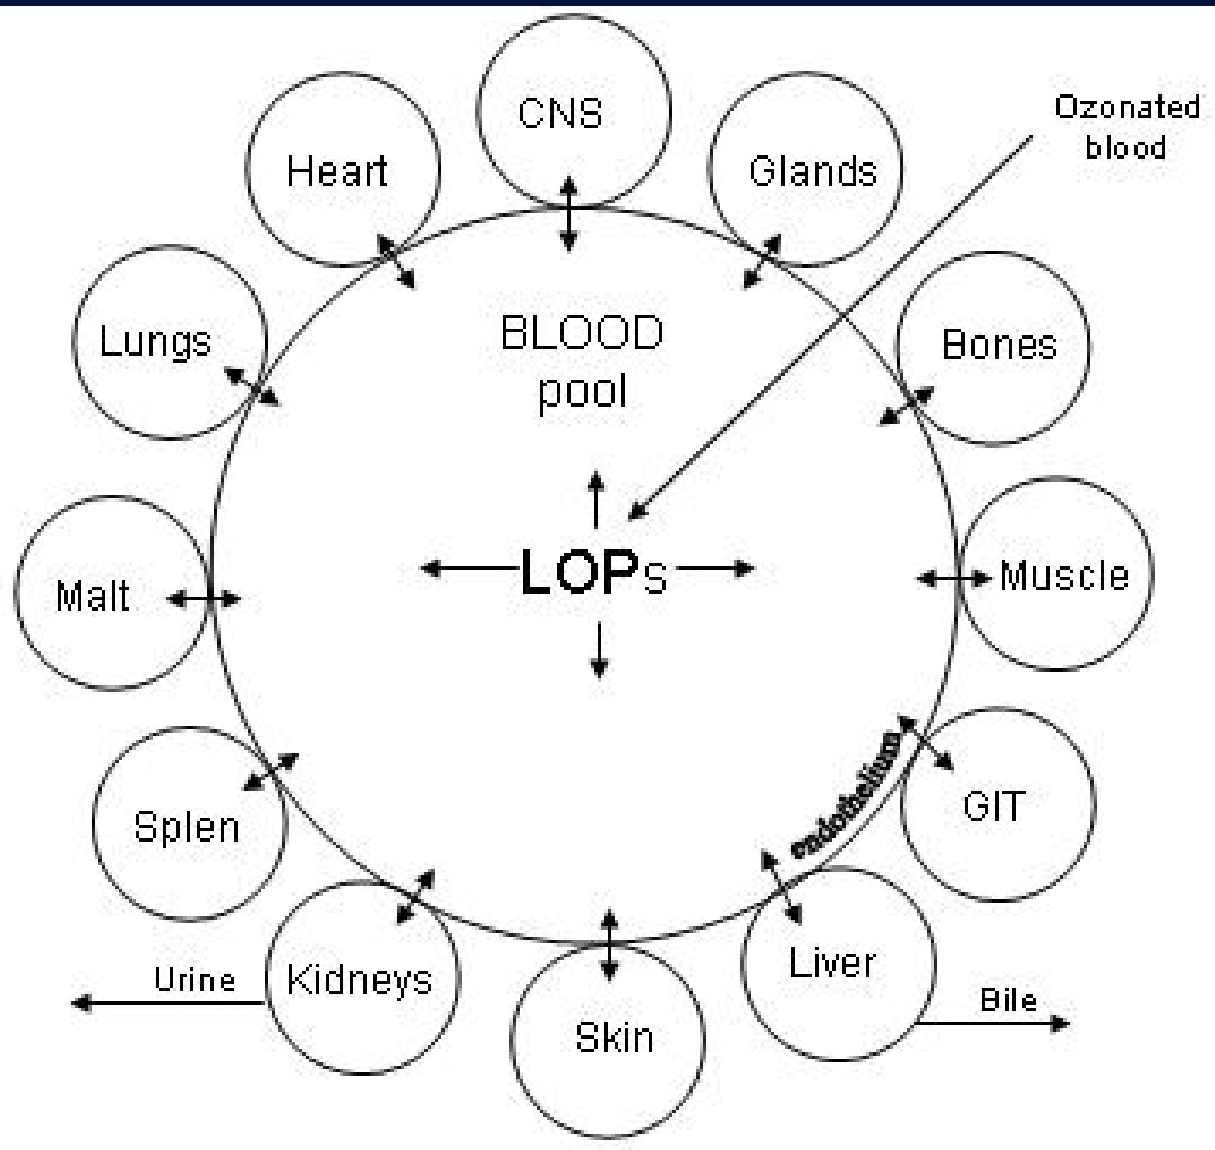 CNS
Heart
Glands
Ozonated
blood
Lungs
BLOOD
pool
Bones
LOPs
Malt
Muscle
endothelium
Splen
GIT
Kidneys
Urine
Skin
Liver
Bile